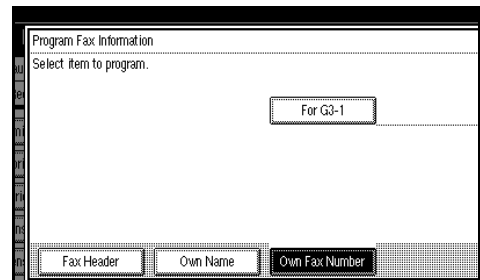 Program Fax Information
Select item to program.
For G3-1
Fax Header Own Name Own Fax Number